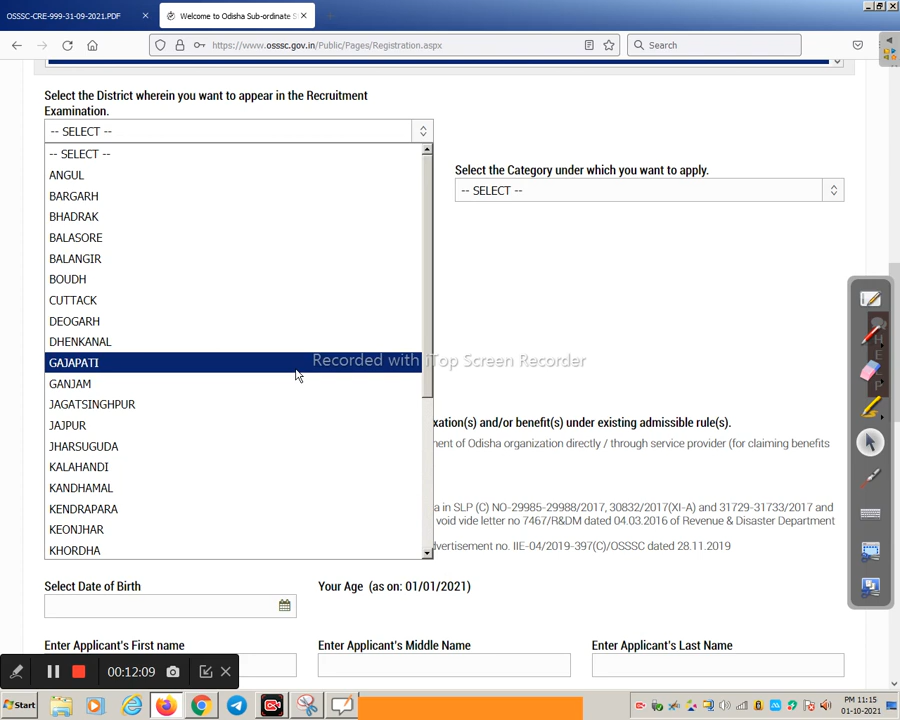 OSSSC-CRE-999-31-09-2021.PDF
Welcome to Odisha Sub-ordinate S
https://www.osssc.gov.in/Public/Pages/Registration.aspx
Search
Select the District wherein you want to appear in the Recruitment
Examination.
-- SELECT --
-- SELECT --
ANGUL
BARGARH
BHADRAK
BALASORE
BALANGIR
BOUDH
CUTTACK
DEOGARH
DHENKANAL
GAJAPATI
GANJAM
JAGATSINGHPUR
JAJPUR
JHARSUGUDA
KALAHANDI
KANDHAMAL
KENDRAPARA
KEONJHAR
KHORDHA
Select the Category under which you want to apply.
-- SELECT --
Recorded with iTop Screen Recorder
xation(s) and/or benefit(s) under existing admissible rule(s).
ment of Odisha organization directly / through service provider (for claiming benefits
a in SLP (C) NO-29985-29988/2017, 30832/2017(XI-A) and 31729-31733/2017 and
void vide letter no 7467/R&DM dated 04.03.2016 of Revenue & Disaster Department
dvertisement no. IIE-04/2019-397(C)/OSSSC dated 28.11.2019
Select Date of Birth
Your Age (as on: 01/01/2021)
Enter Applicant's First name
Enter Applicant's Middle Name
Enter Applicant's Last Name
HELP
00:12:09
Start
PM 11:15
01-10-2021